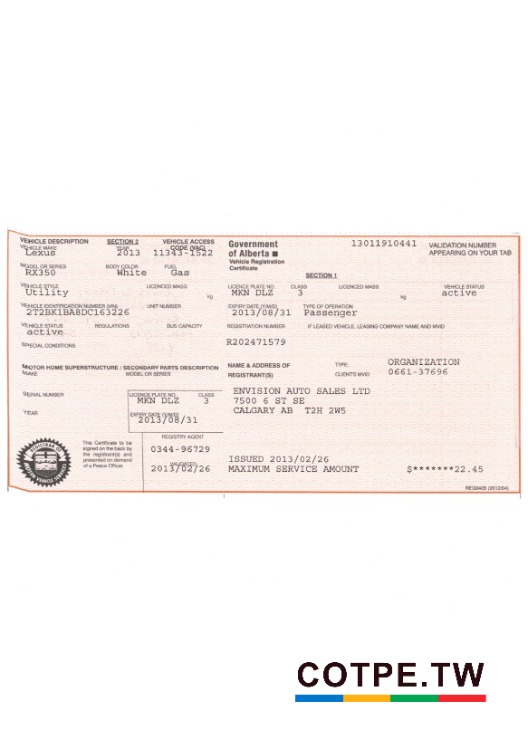 VEHICLE DESCRIPTION SECTION 2 VEHICLE ACCESS CODE (VAC)
VEHICLE MAKE YEAR
Lexus 2013 11343-1522
MODEL OR SERIES BODY COLOR FUEL
RX350 White Gas
VEHICLE STYLE LICENCED MASS
Utility kg
VEHICLE IDENTIFICATION NUMBER (VIN) UNIT NUMBER
2T2BK1BA8DC163226
VEHICLE STATUS REGULATIONS BUS CAPACITY
active
SPECIAL CONDITIONS
MOTOR HOME SUPERSTRUCTURE / SECONDARY PARTS DESCRIPTION
MAKE MODEL OR SERIES
SERIAL NUMBER LICENCE PLATE NO. CLASS
MKN DLZ 3
YEAR EXPIRY DATE (Y/M/D)
2013/08/31
REGISTRY AGENT
0344-96729
This Certificate to be
signed on the back by
the registrant(s) and
presented on demand
of a Peace Officer.
VALIDATED
2013/02/26
REGISTRAR OF
MOTOR VEHICLE SERVICES
Government
of Alberta
Vehicle Registration
Certificate
13011910441 VALIDATION NUMBER
APPEARING ON YOUR TAB
SECTION 1
LICENCE PLATE NO. CLASS LICENCED MASS VEHICLE STATUS
MKN DLZ 3 kg active
EXPIRY DATE (Y/M/D) TYPE OF OPERATION
2013/08/31 Passenger
REGISTRATION NUMBER IF LEASED VEHICLE, LEASING COMPANY NAME AND MVID
R202471579
NAME & ADDRESS OF TYPE: ORGANIZATION
REGISTRANT(S) CLIENT'S MVID: 0661-37696
ENVISION AUTO SALES LTD
7500 6 ST SE
CALGARY AB T2H 2W5
ISSUED 2013/02/26
MAXIMUM SERVICE AMOUNT $*******22.45
REG3405 (2012/04)
COTPE.TW